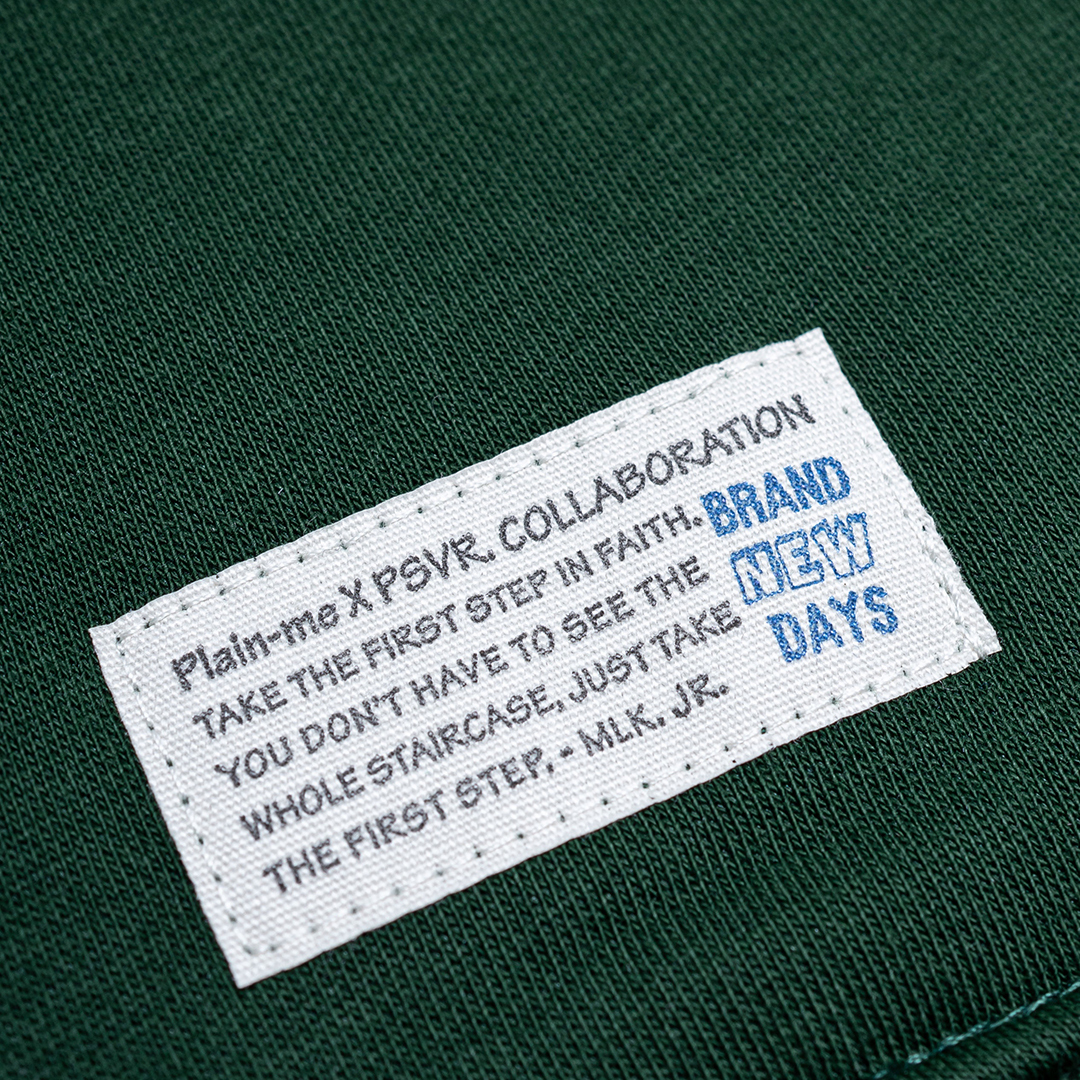 Plain-me X PSVR. COLLABORATION
TAKE THE FIRST STEP IN FAITH.
YOU DON'T HAVE TO SEE THE
WHOLE STAIRCASE, JUST TAKE
THE FIRST STEP. - MLK. JR.
BRAND
NEW
DAYS